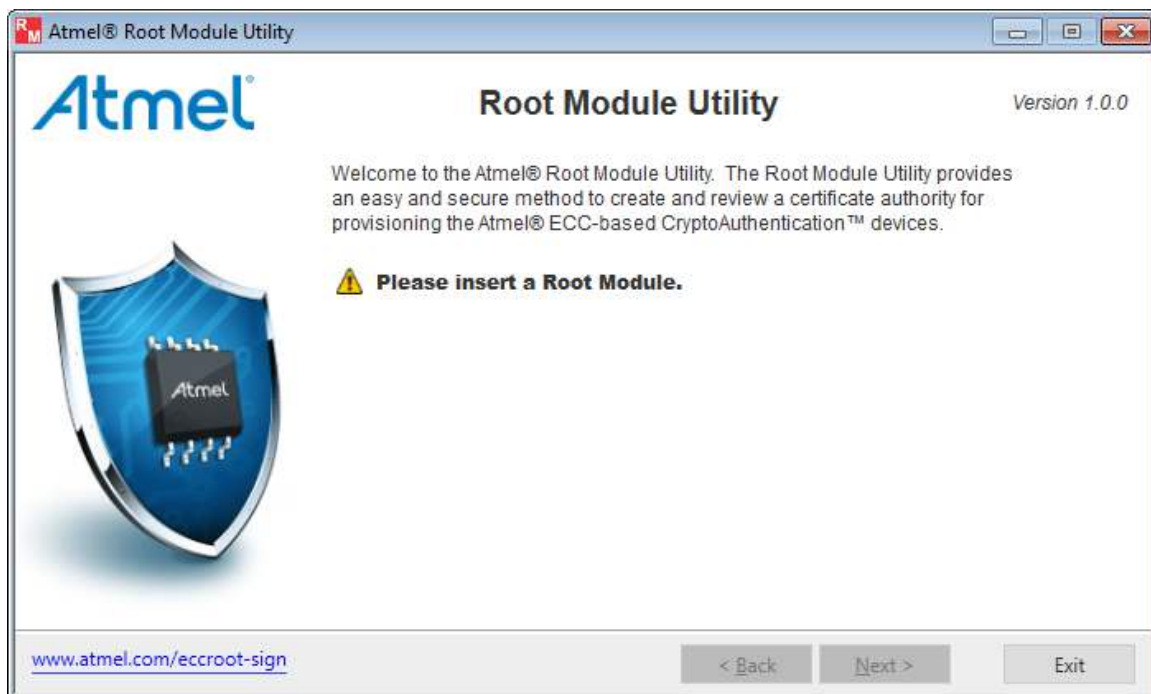 RM Atmel® Root Module Utility
Atmel®
Root Module Utility
Version 1.0.0
Welcome to the Atmel® Root Module Utility. The Root Module Utility provides
an easy and secure method to create and review a certificate authority for
provisioning the Atmel® ECC-based CryptoAuthentication™ devices.
Please insert a Root Module.
Atmel
www.atmel.com/eccroot-sign
< Back
Next >
Exit